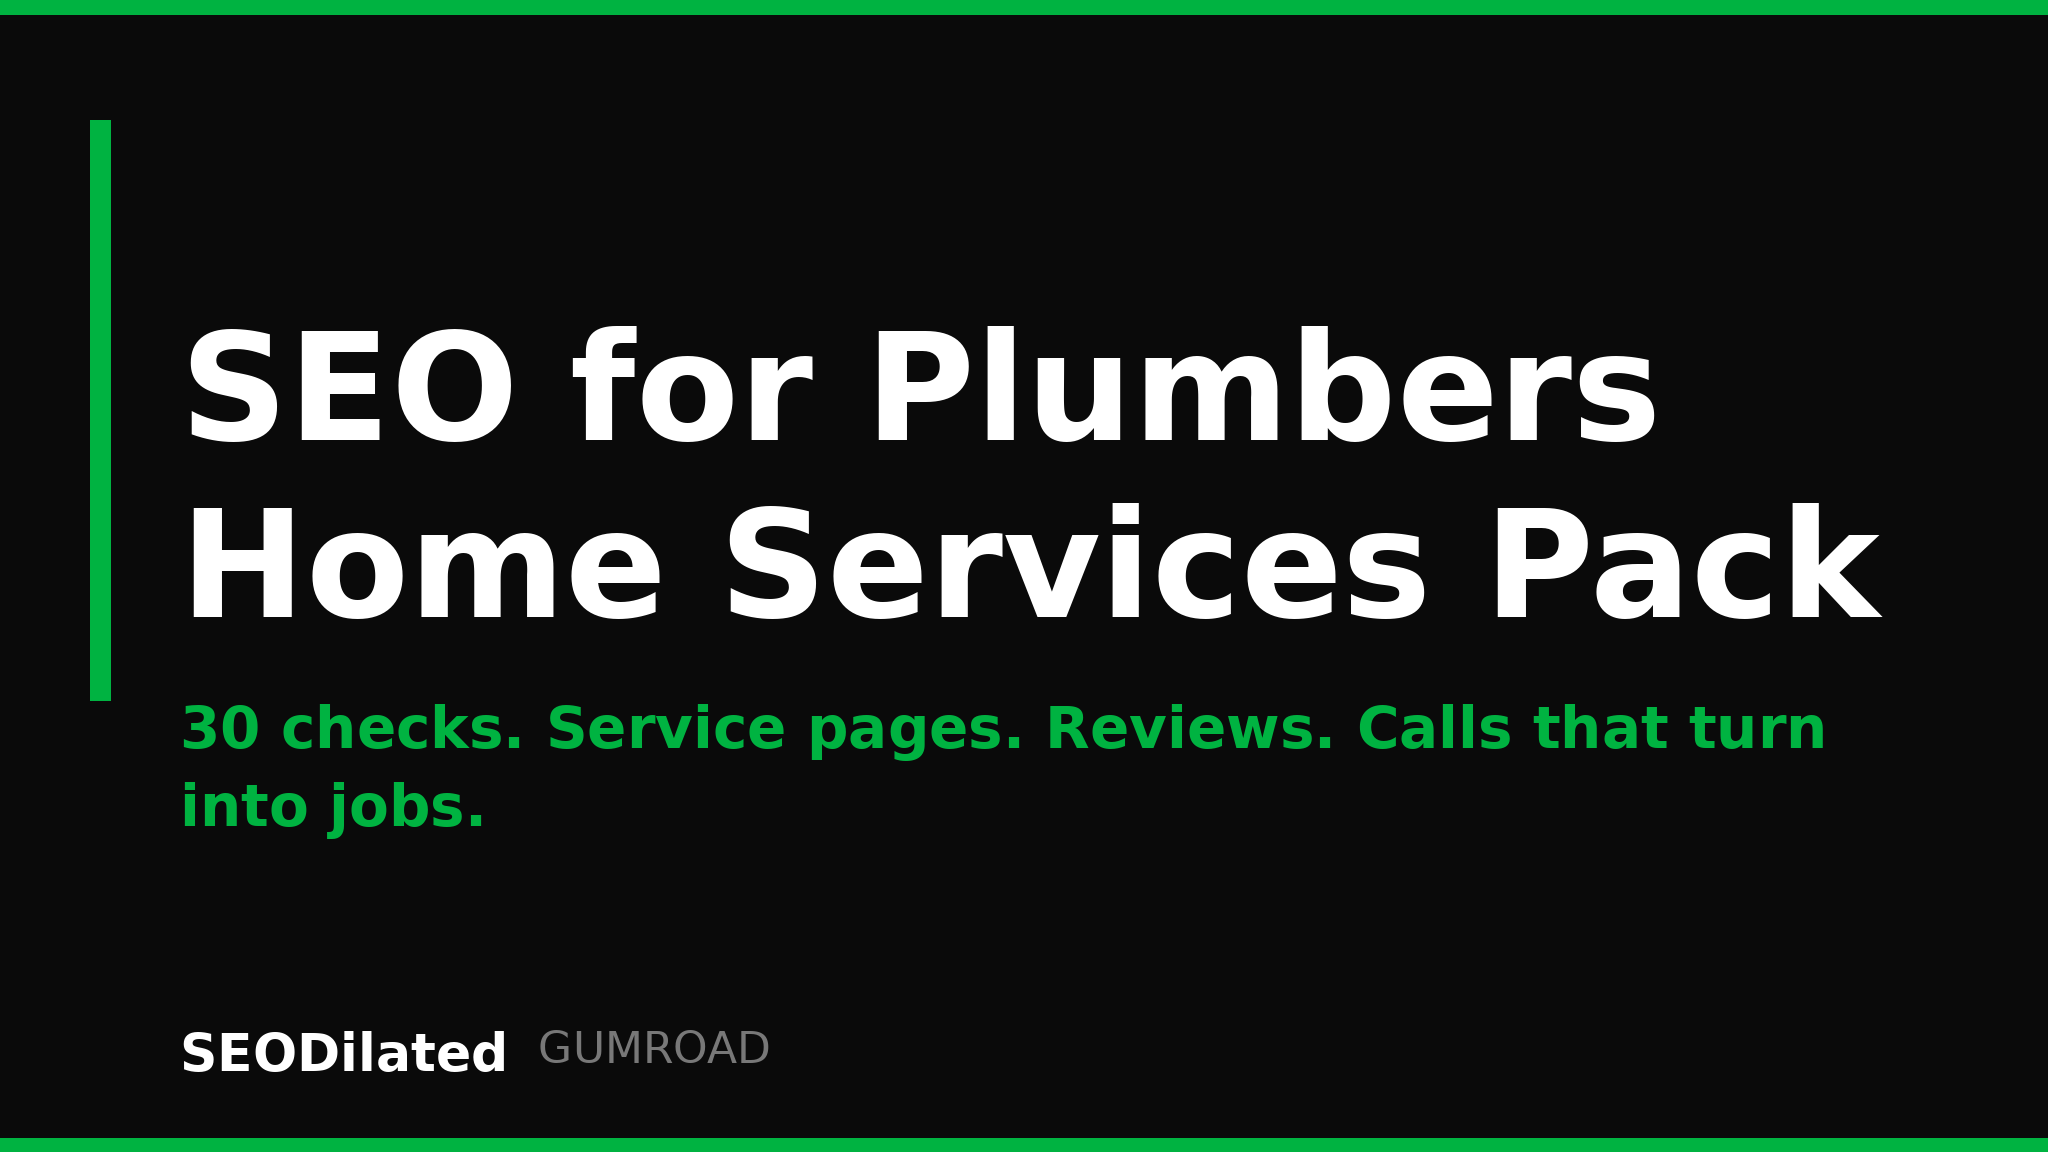 SEO for Plumbers
Home Services Pack
30 checks. Service pages. Reviews. Calls that turn
into jobs.
SEODilated GUMROAD